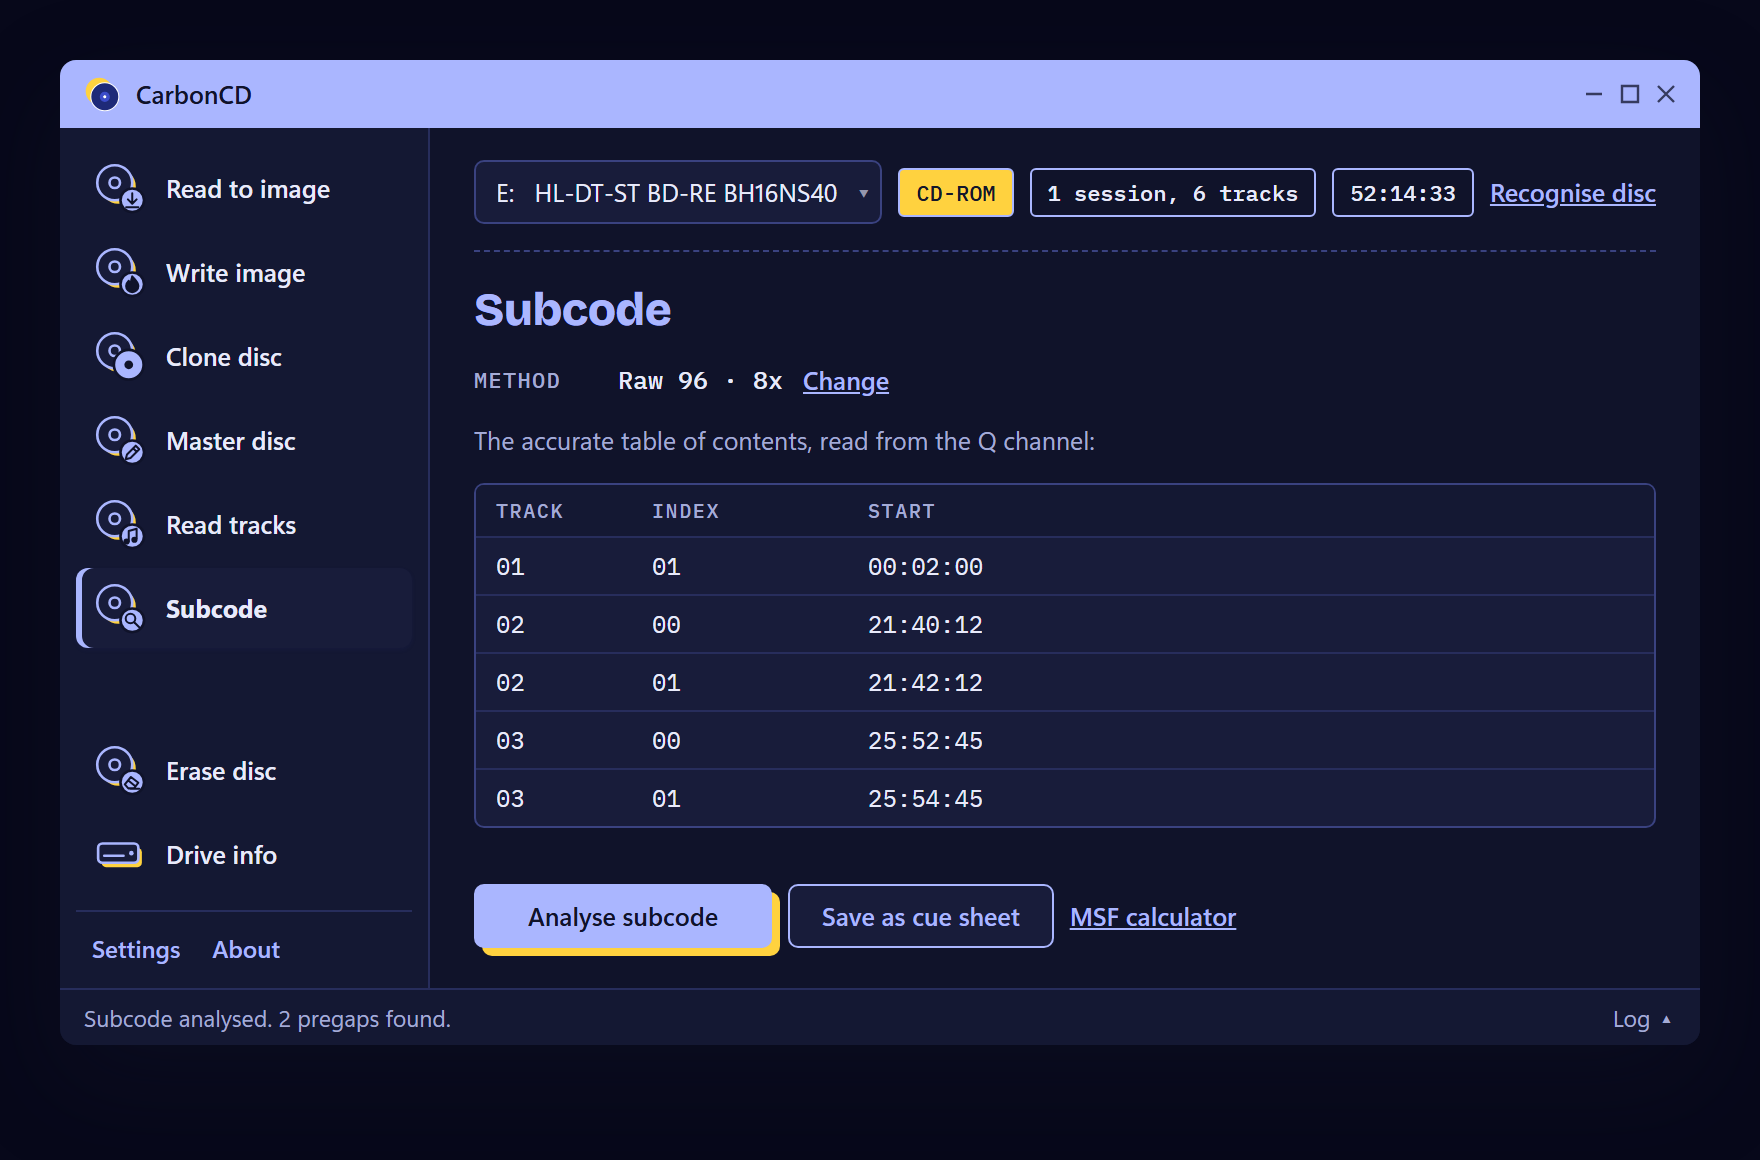 CarbonCD
Read to image
Write image
Clone disc
Master disc
Read tracks
Subcode
Erase disc
Drive info
Settings About
E: HL-DT-ST BD-RE BH16NS40 CD-ROM 1 session, 6 tracks 52:14:33 Recognise disc
Subcode
METHOD Raw 96 · 8x Change
The accurate table of contents, read from the Q channel:
TRACK INDEX START
01 01 00:02:00
02 00 21:40:12
02 01 21:42:12
03 00 25:52:45
03 01 25:54:45
Analyse subcode Save as cue sheet MSF calculator
Subcode analysed. 2 pregaps found.
Log